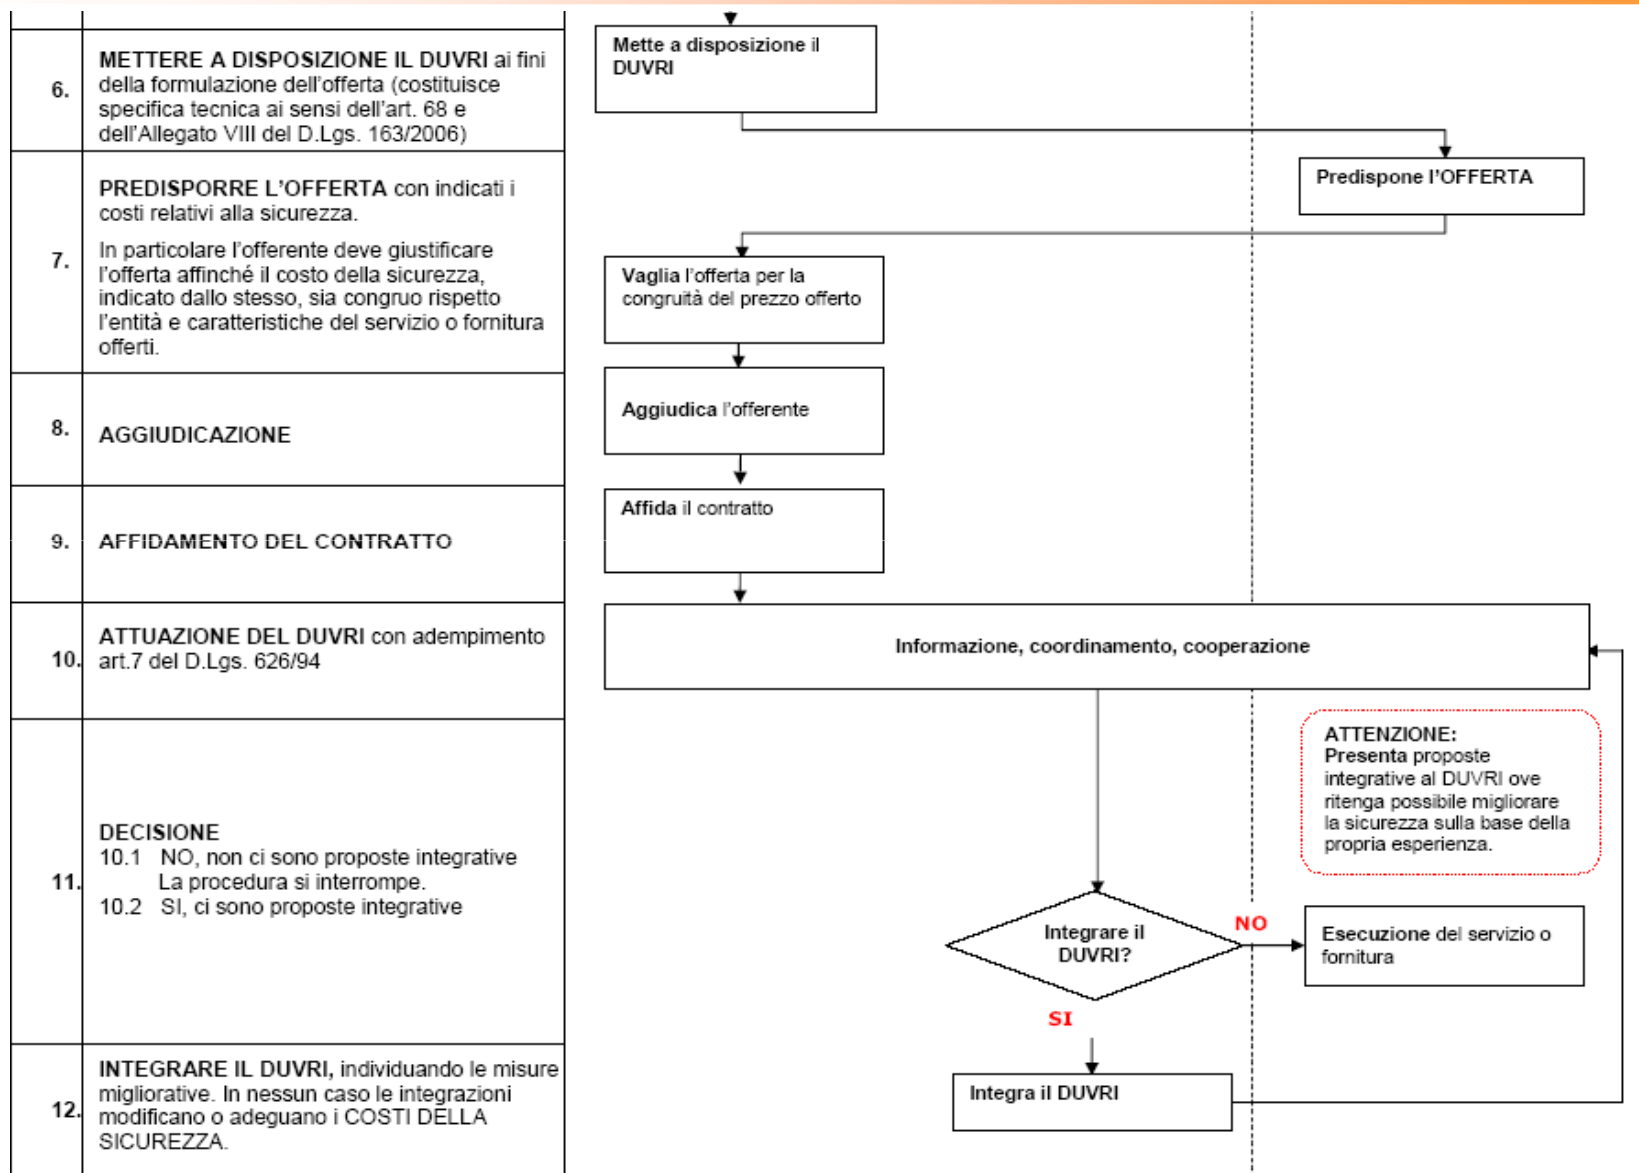 6.
METTERE A DISPOSIZIONE IL DUVRI ai fini
della formulazione dell'offerta (costituisce
specifica tecnica ai sensi dell'art. 68 e
dell'Allegato VIII del D.Lgs. 163/2006)
Mette a disposizione il
DUVRI
7.
PREDISPORRE L'OFFERTA con indicati i
costi relativi alla sicurezza.
In particolare l'offerente deve giustificare
l'offerta affinché il costo della sicurezza,
indicato dallo stesso, sia congruo rispetto
l'entità e caratteristiche del servizio o fornitura
offerti.
Predispone l'OFFERTA
Vaglia l'offerta per la
congruità del prezzo offerto
8.
AGGIUDICAZIONE
Aggiudica l'offerente
9.
AFFIDAMENTO DEL CONTRATTO
Affida il contratto
10.
ATTUAZIONE DEL DUVRI con adempimento
art.7 del D.Lgs. 626/94
Informazione, coordinamento, cooperazione
11.
DECISIONE
10.1 NO, non ci sono proposte integrative
La procedura si interrompe.
10.2 SI, ci sono proposte integrative
ATTENZIONE:
Presenta proposte
integrative al DUVRI ove
ritenga possibile migliorare
la sicurezza sulla base della
propria esperienza.
Integrare il
DUVRI?
NO
Esecuzione del servizio o
fornitura
SI
12.
INTEGRARE IL DUVRI, individuando le misure
migliorative. In nessun caso le integrazioni
modificano o adeguano i COSTI DELLA
SICUREZZA.
Integra il DUVRI